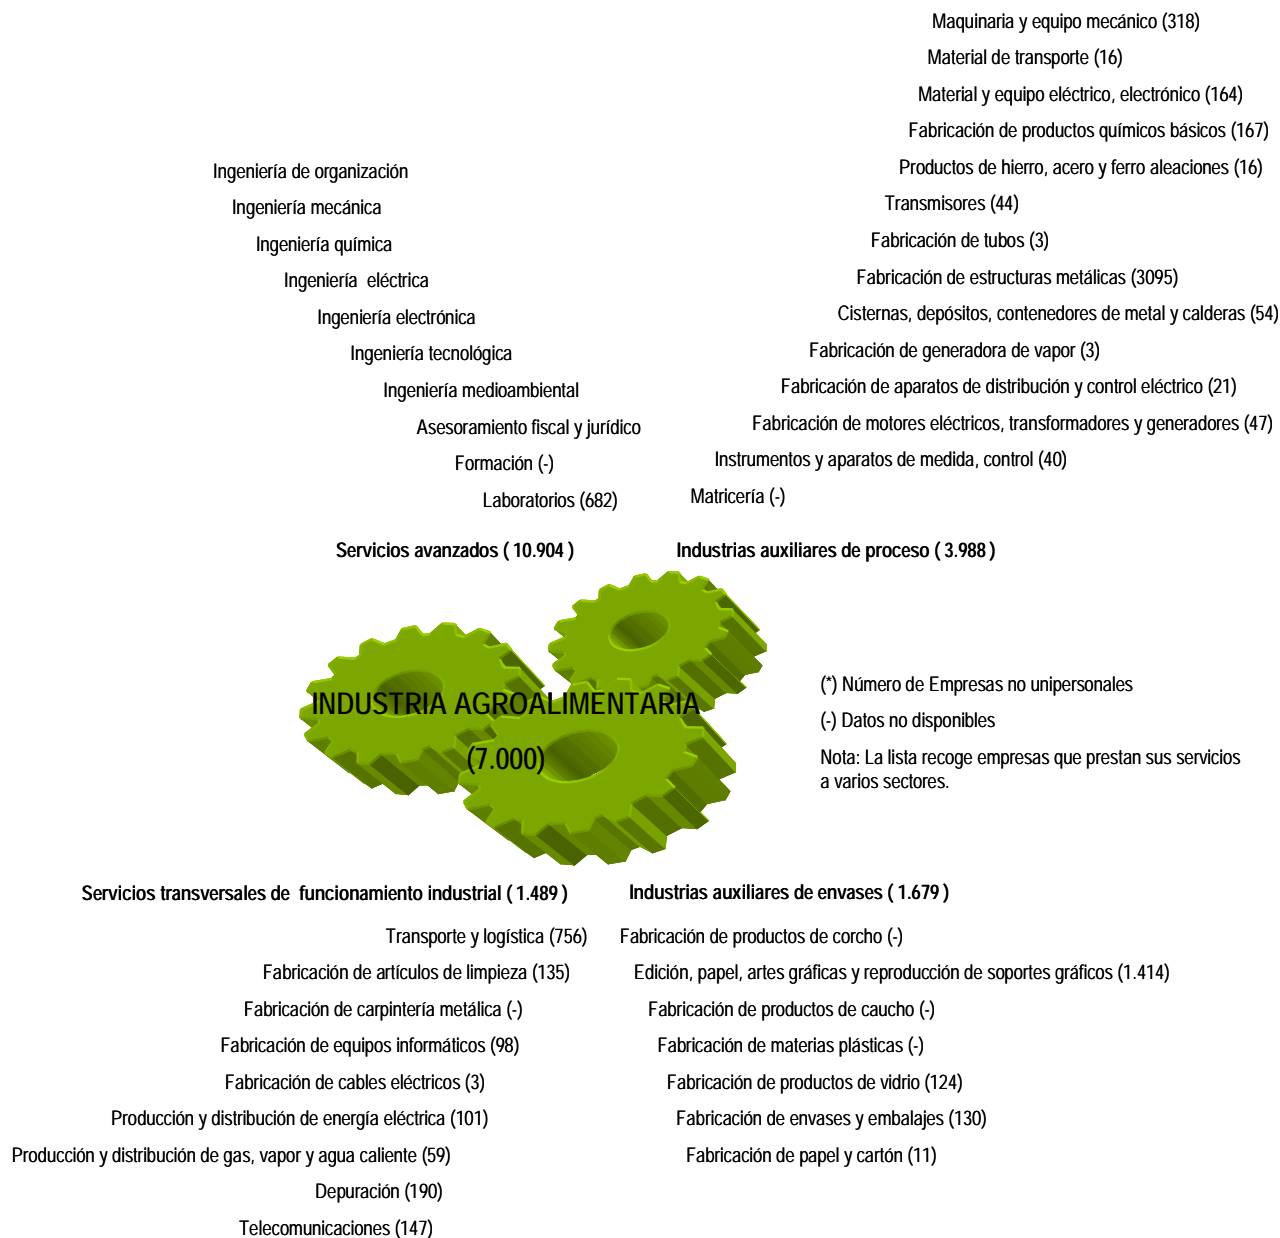 Maquinaria y equipo mecánico (318)
Material de transporte (16)
Material y equipo eléctrico, electrónico (164)
Fabricación de productos químicos básicos (167)
Productos de hierro, acero y ferro aleaciones (16)
Transmisores (44)
Fabricación de tubos (3)
Fabricación de estructuras metálicas (3095)
Cisternas, depósitos, contenedores de metal y calderas (54)
Fabricación de generadora de vapor (3)
Fabricación de aparatos de distribución y control eléctrico (21)
Fabricación de motores eléctricos, transformadores y generadores (47)
Instrumentos y aparatos de medida, control (40)
Matricería (-)
Industrias auxiliares de proceso ( 3.988 )
Ingeniería de organización
Ingeniería mecánica
Ingeniería química
Ingeniería  eléctrica
Ingeniería electrónica
Ingeniería tecnológica
Ingeniería medioambiental
Asesoramiento fiscal y jurídico
Formación (-)
Laboratorios (682)
Servicios avanzados ( 10.904 )
INDUSTRIA AGROALIMENTARIA
(7.000)
(*) Número de Empresas no unipersonales
(-) Datos no disponibles
Nota: La lista recoge empresas que prestan sus servicios
a varios sectores.
Servicios transversales de  funcionamiento industrial ( 1.489 )
Transporte y logística (756)
Fabricación de artículos de limpieza (135)
Fabricación de carpintería metálica (-)
Fabricación de equipos informáticos (98)
Fabricación de cables eléctricos (3)
Producción y distribución de energía eléctrica (101)
Producción y distribución de gas, vapor y agua caliente (59)
Depuración (190)
Telecomunicaciones (147)
Industrias auxiliares de envases ( 1.679 )
Fabricación de productos de corcho (-)
Edición, papel, artes gráficas y reproducción de soportes gráficos (1.414)
Fabricación de productos de caucho (-)
Fabricación de materias plásticas (-)
Fabricación de productos de vidrio (124)
Fabricación de envases y embalajes (130)
Fabricación de papel y cartón (11)